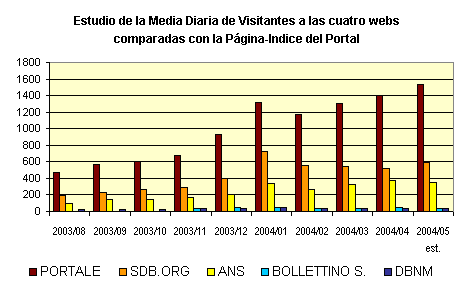 Estudio de la Media Diaria de Visitantes a las cuatro webs
comparadas con la Página-Indice del Portal
1800
1600
1400
1200
1000
800
600
400
200
0
2003/08 2003/09 2003/10 2003/11 2003/12 2004/01 2004/02 2004/03 2004/04 2004/05
est.
PORTALE SDB.ORG ANS BOLLETTINO S. DBNM